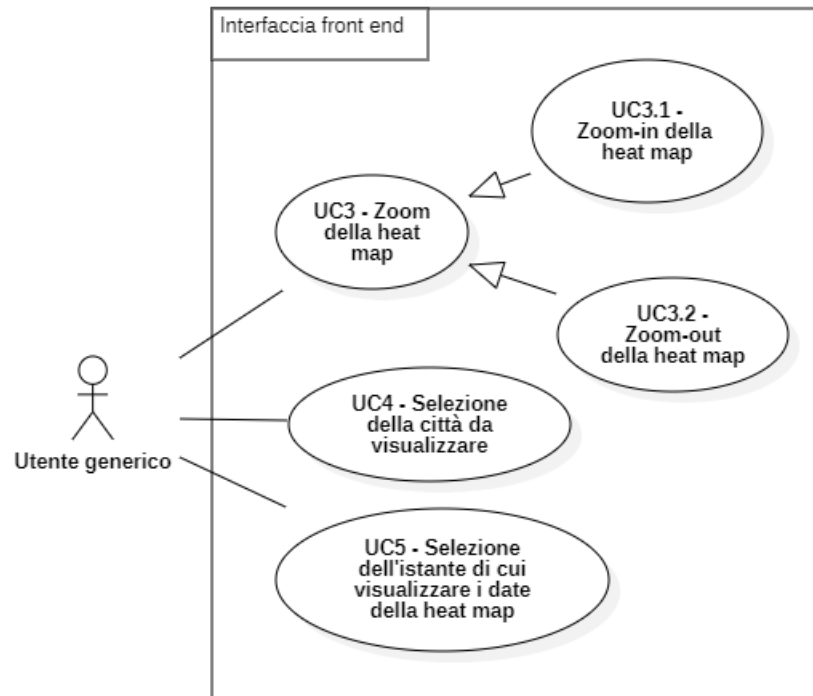 Interfaccia front end
UC3.1 -
Zoom-in della
heat map
UC3 - Zoom
della heat
map
UC3.2 -
Zoom-out
della heat map
UC4 - Selezione
della città da
visualizzare
Utente generico
UC5 - Selezione
dell'istante di cui
visualizzare i date
della heat map